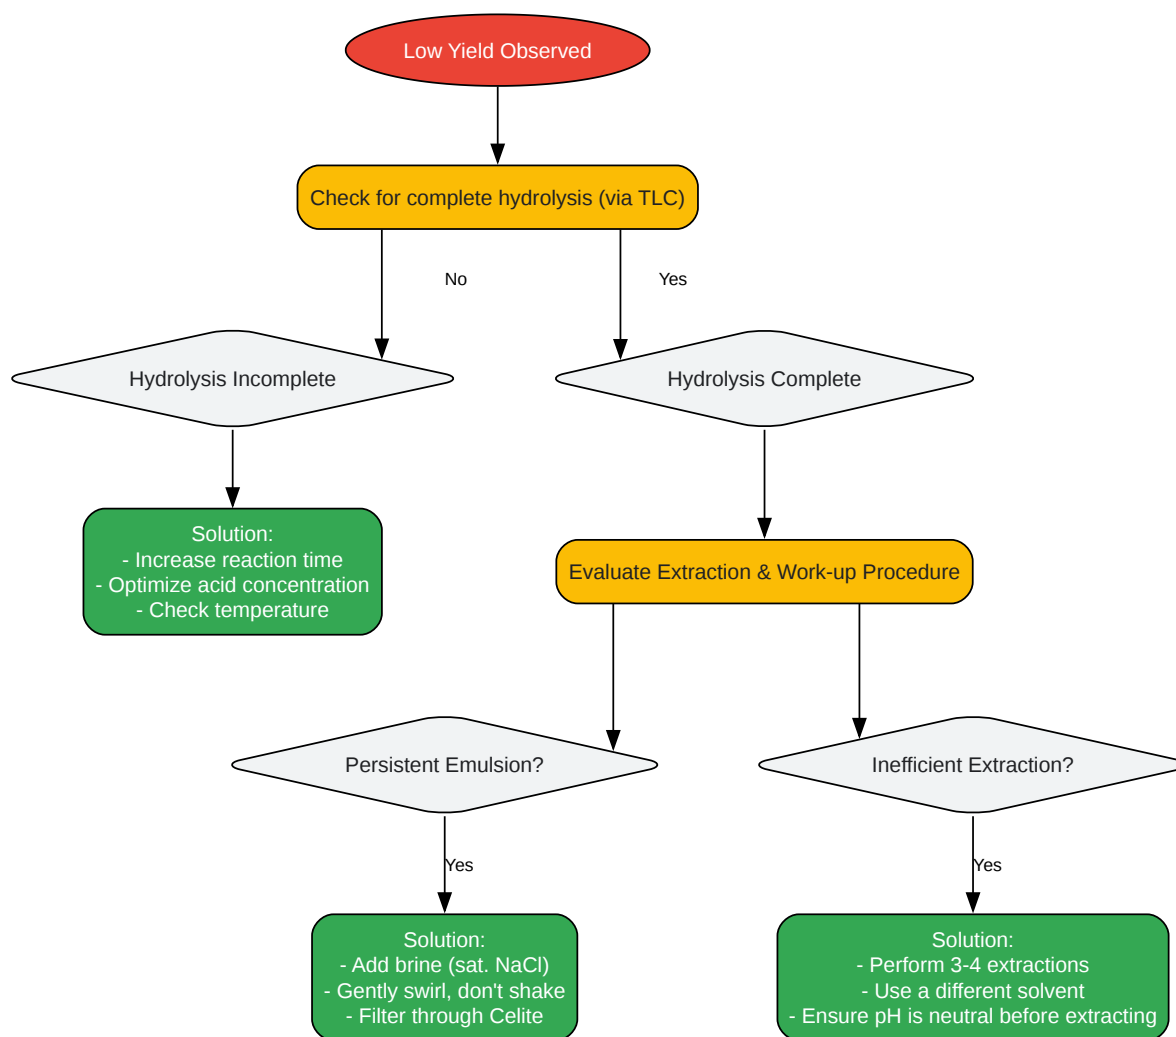 Low Yield Observed
Check for complete hydrolysis (via TLC)
No
Yes
Hydrolysis Incomplete
Hydrolysis Complete
Solution:
- Increase reaction time
- Optimize acid concentration
- Check temperature
Evaluate Extraction & Work-up Procedure
Persistent Emulsion?
Inefficient Extraction?
Yes
Yes
Solution:
- Add brine (sat. NaCl)
- Gently swirl, don't shake
- Filter through Celite
Solution:
- Perform 3-4 extractions
- Use a different solvent
- Ensure pH is neutral before extracting